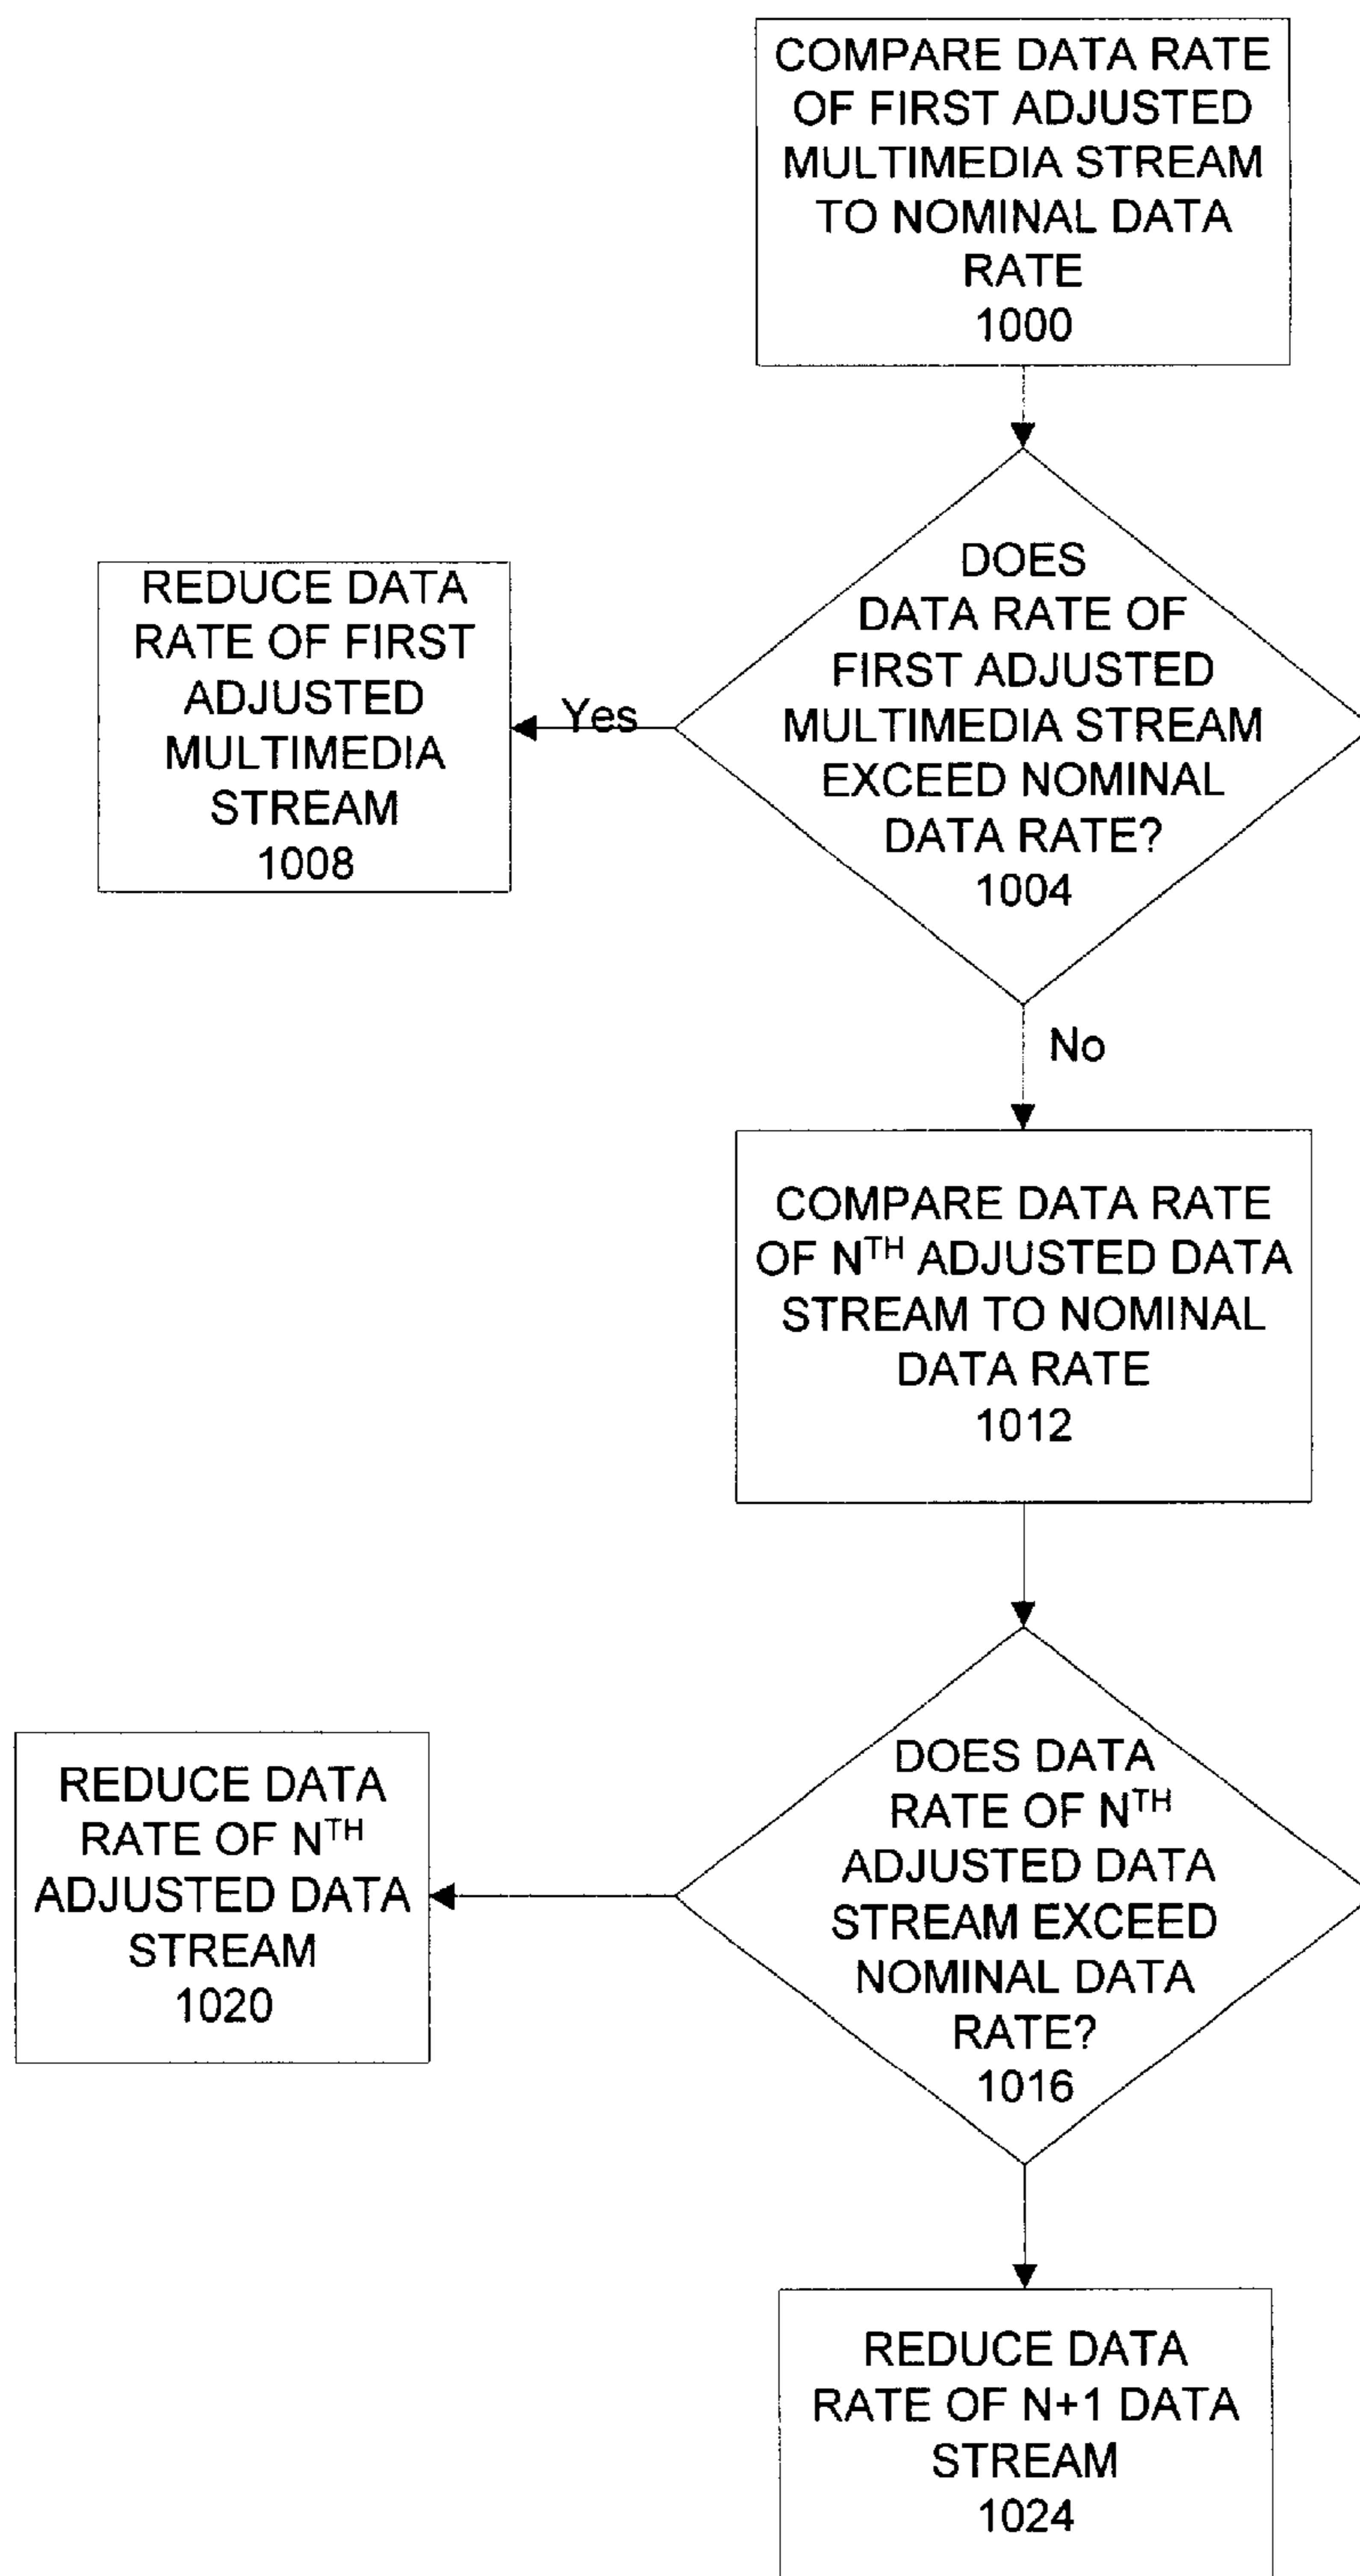 COMPARE DATA RATE
OF FIRST ADJUSTED
MULTIMEDIA STREAM
TO NOMINAL DATA
RATE
1000
DOES
DATA RATE OF
FIRST ADJUSTED
MULTIMEDIA STREAM
EXCEED NOMINAL
DATA RATE?
1004
Yes
REDUCE DATA
RATE OF FIRST
ADJUSTED
MULTIMEDIA
STREAM
1008
No
COMPARE DATA RATE
OF NTH ADJUSTED DATA
STREAM TO NOMINAL
DATA RATE
1012
DOES DATA
RATE OF NTH
ADJUSTED DATA
STREAM EXCEED
NOMINAL DATA
RATE?
1016
REDUCE DATA
RATE OF NTH
ADJUSTED DATA
STREAM
1020
REDUCE DATA
RATE OF N+1 DATA
STREAM
1024